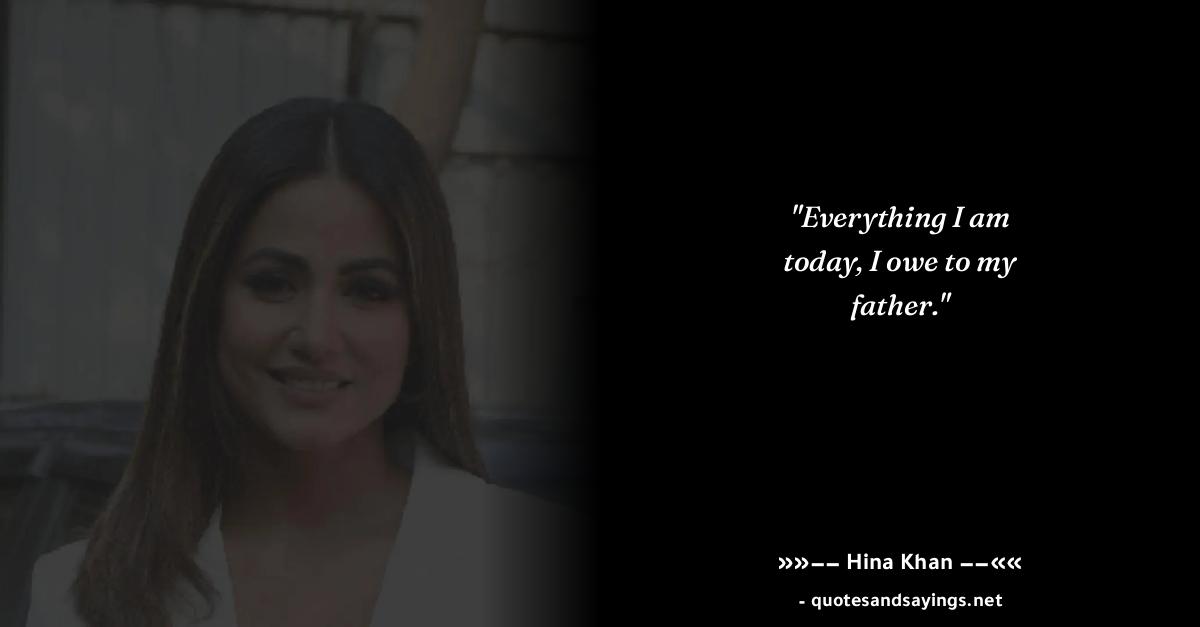 "Everything I am
today, I owe to my
father."
»»−− Hina Khan −−««
- quotesandsayings.net